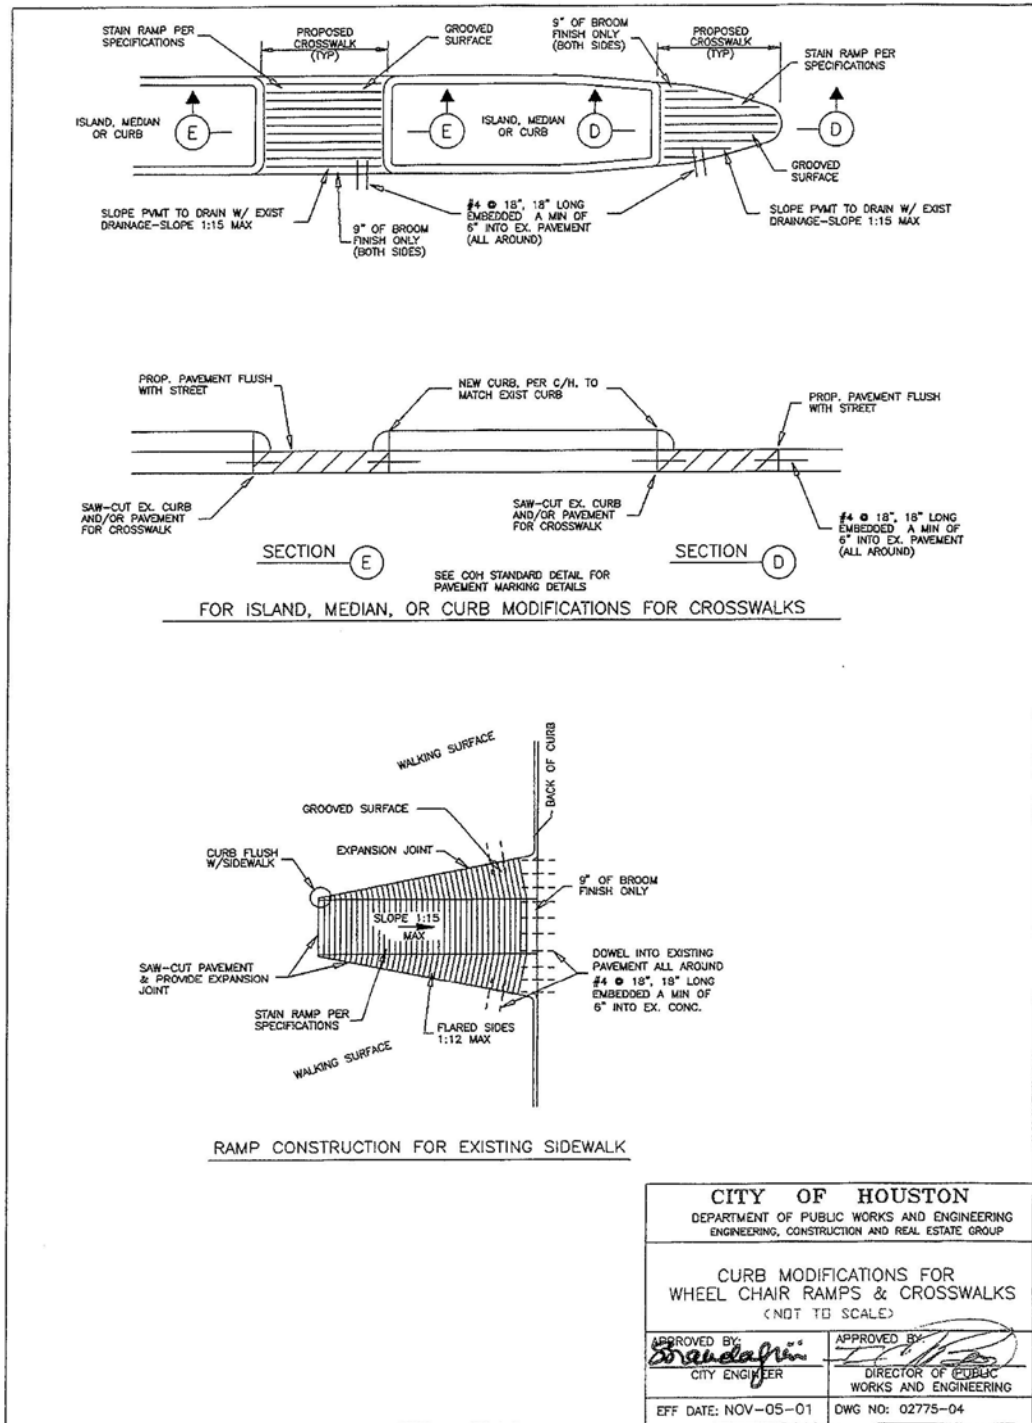 STAIN RAMP PER
SPECIFICATIONS
PROPOSED
CROSSWALK
(TYP)
GROOVED
SURFACE
9" OF BROOM
FINISH ONLY
(BOTH SIDES)
PROPOSED
CROSSWALK
(TYP)
STAIN RAMP PER
SPECIFICATIONS
ISLAND, MEDIAN
OR CURB
E
E
ISLAND, MEDIAN
OR CURB
D
D
GROOVED
SURFACE
SLOPE PVMT TO DRAIN W/ EXIST
DRAINAGE-SLOPE 1:15 MAX
9" OF BROOM
FINISH ONLY
(BOTH SIDES)
#4 @ 18", 18" LONG
EMBEDDED A MIN OF
6" INTO EX. PAVEMENT
(ALL AROUND)
SLOPE PVMT TO DRAIN W/ EXIST
DRAINAGE-SLOPE 1:15 MAX
PROP. PAVEMENT FLUSH
WITH STREET
NEW CURB, PER C/H, TO
MATCH EXIST CURB
PROP. PAVEMENT FLUSH
WITH STREET
SAW-CUT EX. CURB
AND/OR PAVEMENT
FOR CROSSWALK
SAW-CUT EX. CURB
AND/OR PAVEMENT
FOR CROSSWALK
#4 @ 18", 18" LONG
EMBEDDED A MIN OF
6" INTO EX. PAVEMENT
(ALL AROUND)
SECTION E
SECTION D
SEE COH STANDARD DETAIL FOR
PAVEMENT MARKING DETAILS
FOR ISLAND, MEDIAN, OR CURB MODIFICATIONS FOR CROSSWALKS
WALKING SURFACE
BACK OF CURB
GROOVED SURFACE
EXPANSION JOINT
CURB FLUSH
W/SIDEWALK
9" OF BROOM
FINISH ONLY
SLOPE 1:15
MAX
SAW-CUT PAVEMENT
& PROVIDE EXPANSION
JOINT
DOWEL INTO EXISTING
PAVEMENT ALL AROUND
#4 @ 18", 18" LONG
EMBEDDED A MIN OF
6" INTO EX. CONC.
STAIN RAMP PER
SPECIFICATIONS
FLARED SIDES
1:12 MAX
WALKING SURFACE
RAMP CONSTRUCTION FOR EXISTING SIDEWALK
CITY OF HOUSTON
DEPARTMENT OF PUBLIC WORKS AND ENGINEERING
ENGINEERING, CONSTRUCTION AND REAL ESTATE GROUP
CURB MODIFICATIONS FOR
WHEEL CHAIR RAMPS & CROSSWALKS
(NOT TO SCALE)
APPROVED BY:
CITY ENGINEER
APPROVED BY:
DIRECTOR OF PUBLIC
WORKS AND ENGINEERING
EFF DATE: NOV-05-01
DWG NO: 02775-04